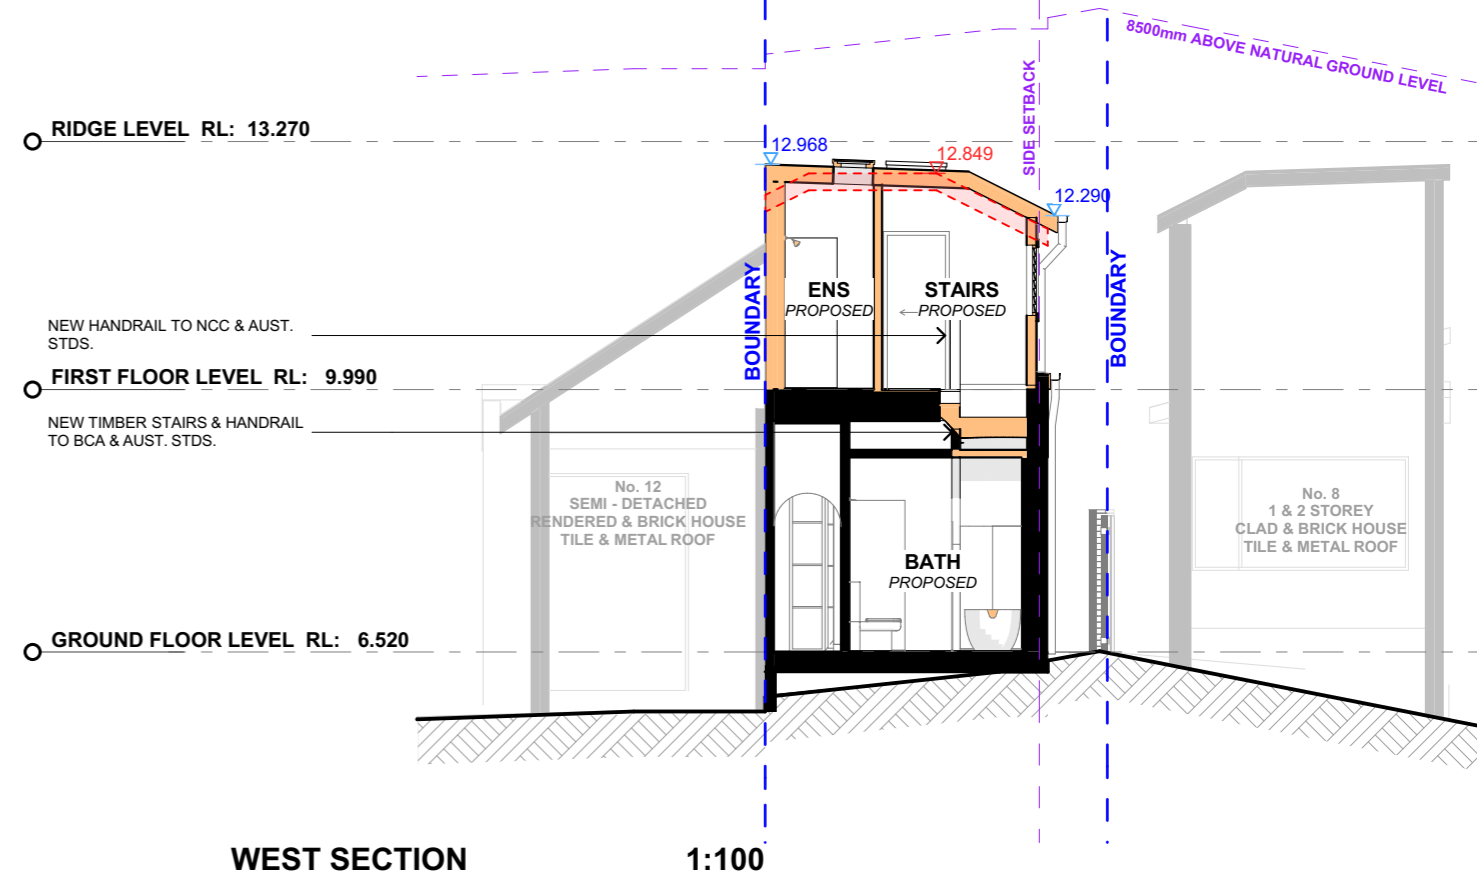 8500mm ABOVE NATURAL GROUND LEVEL
SIDE SETBACK
RIDGE LEVEL RL: 13.270
12.968
12.849
12.290
ENS
PROPOSED
STAIRS
PROPOSED
BOUNDARY
BOUNDARY
NEW HANDRAIL TO NCC & AUST.
STDS.
FIRST FLOOR LEVEL RL: 9.990
NEW TIMBER STAIRS & HANDRAIL
TO BCA & AUST. STDS.
No. 12
SEMI - DETACHED
RENDERED & BRICK HOUSE
TILE & METAL ROOF
No. 8
1 & 2 STOREY
CLAD & BRICK HOUSE
TILE & METAL ROOF
BATH
PROPOSED
GROUND FLOOR LEVEL RL: 6.520
WEST SECTION 1:100